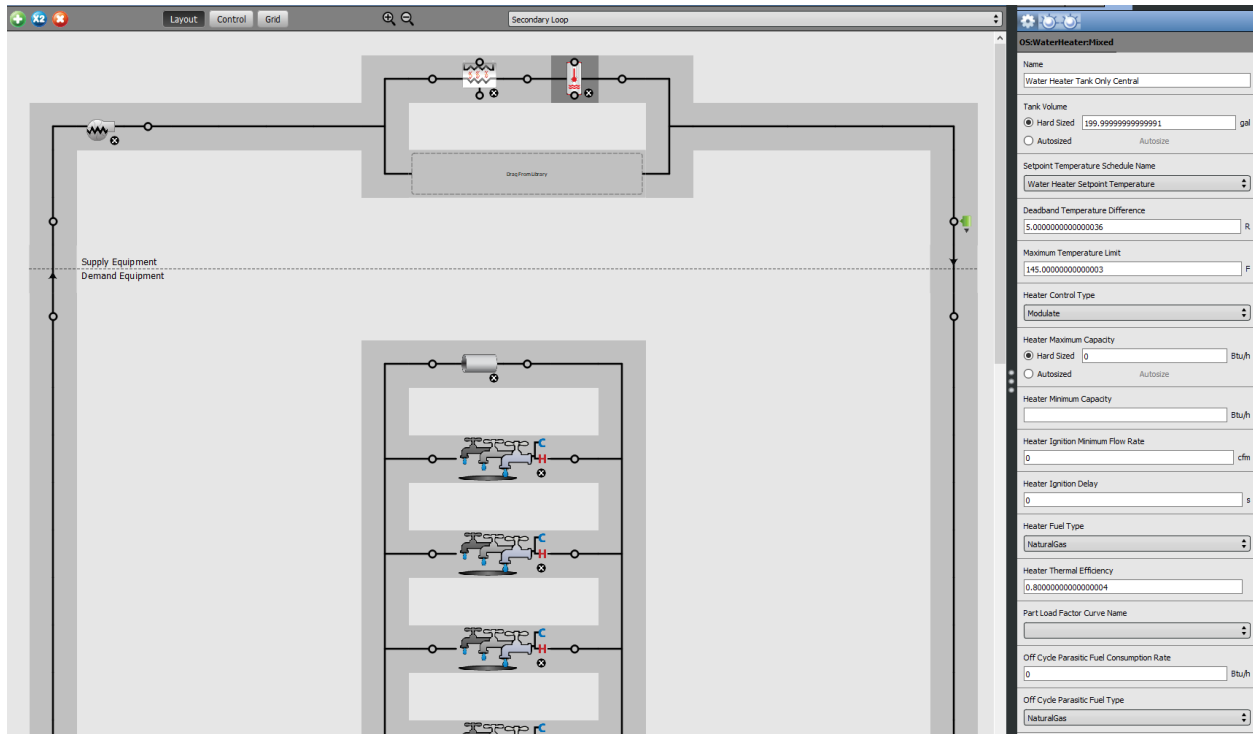 X2
Layout
Control
Grid
Secondary Loop
Drag From Library
Supply Equipment
Demand Equipment
C
H
C
H
C
H
C
OS:WaterHeater:Mixed
Name
Water Heater Tank Only Central
Tank Volume
Hard Sized 199.99999999999991 gal
Autosized Autosize
Setpoint Temperature Schedule Name
Water Heater Setpoint Temperature
Deadband Temperature Difference
5.0000000000000036 R
Maximum Temperature Limit
145.00000000000003 F
Heater Control Type
Modulate
Heater Maximum Capacity
Hard Sized 0 Btu/h
Autosized Autosize
Heater Minimum Capacity
Btu/h
Heater Ignition Minimum Flow Rate
0 cfm
Heater Ignition Delay
0 s
Heater Fuel Type
NaturalGas
Heater Thermal Efficiency
0.80000000000000004
Part Load Factor Curve Name
Off Cycle Parasitic Fuel Consumption Rate
0 Btu/h
Off Cycle Parasitic Fuel Type
NaturalGas